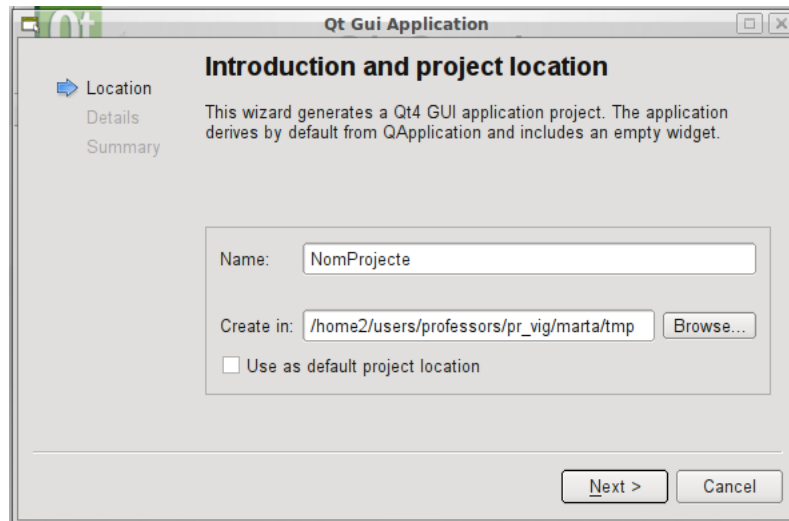 Qt Gui Application
Qt
Introduction and project location
Location
Details
Summary
This wizard generates a Qt4 GUI application project. The application
derives by default from QApplication and includes an empty widget.
Name: NomProjecte
Create in: /home2/users/professors/pr_vig/marta/tmp Browse...
Use as default project location
Next > Cancel